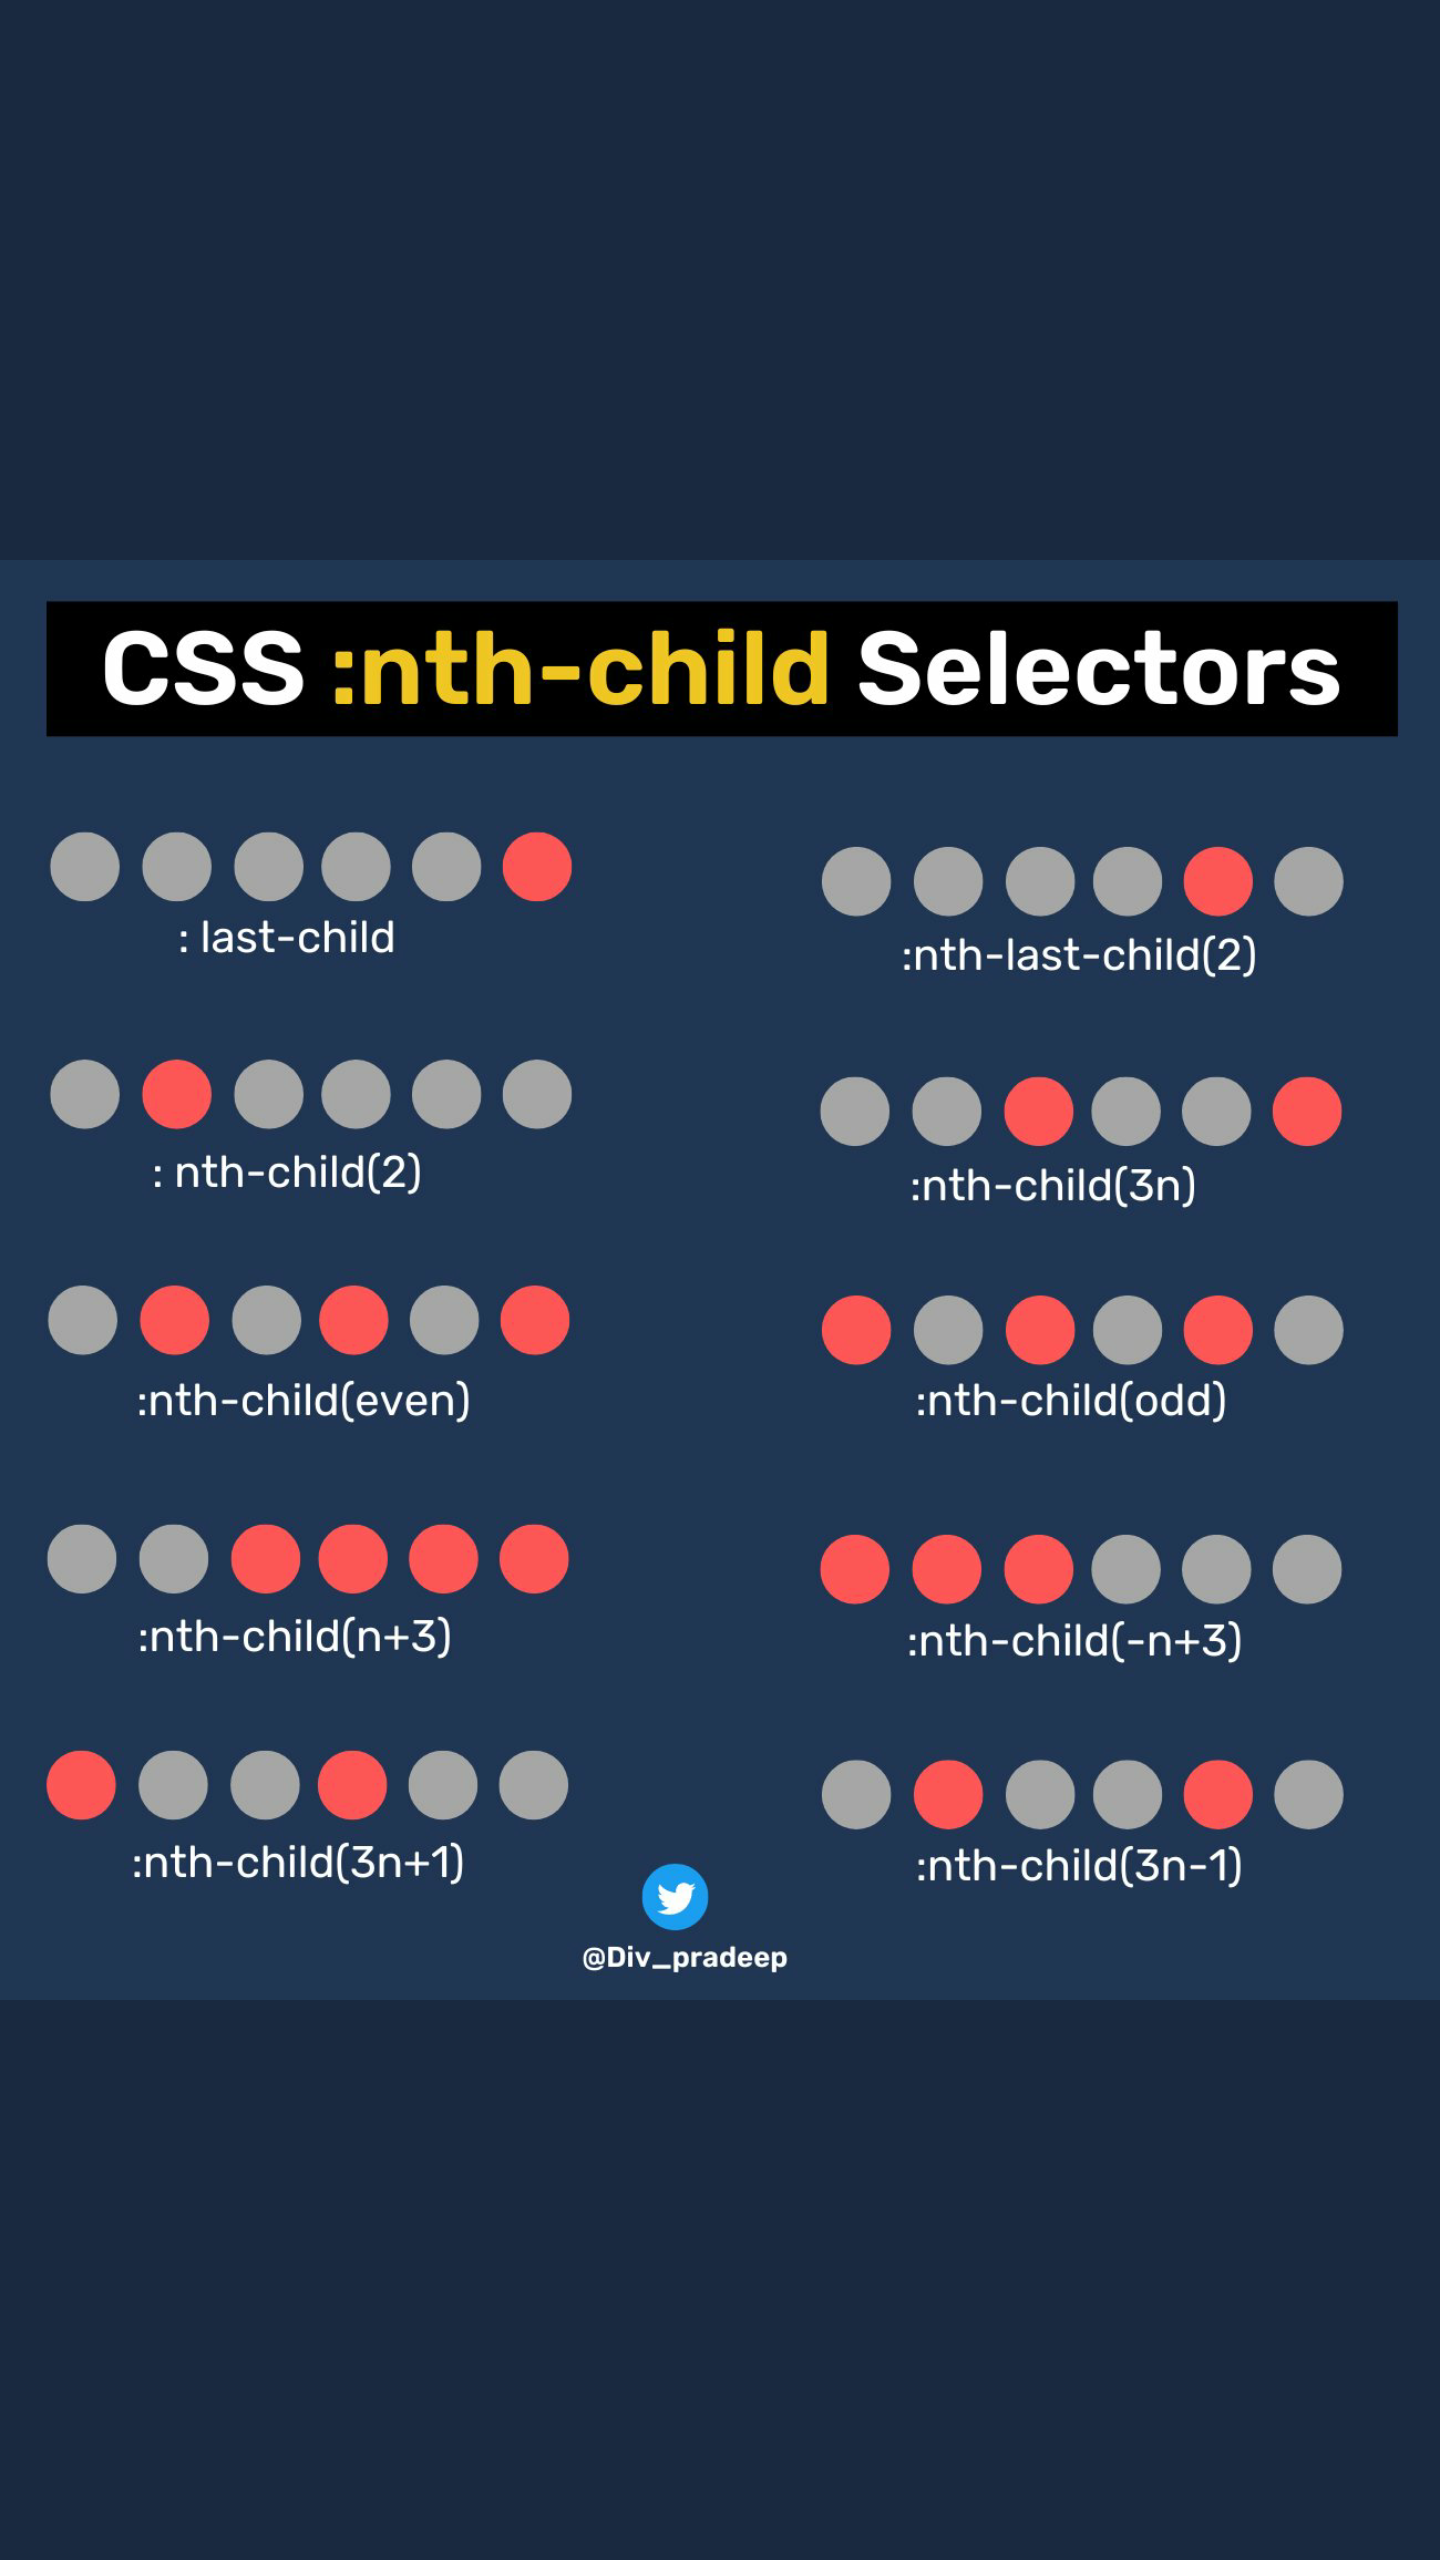 CSS :nth-child Selectors
: last-child
:nth-last-child(2)
: nth-child(2)
:nth-child(3n)
:nth-child(even)
:nth-child(odd)
:nth-child(n+3)
:nth-child(-n+3)
:nth-child(3n+1)
:nth-child(3n-1)
@Div_pradeep